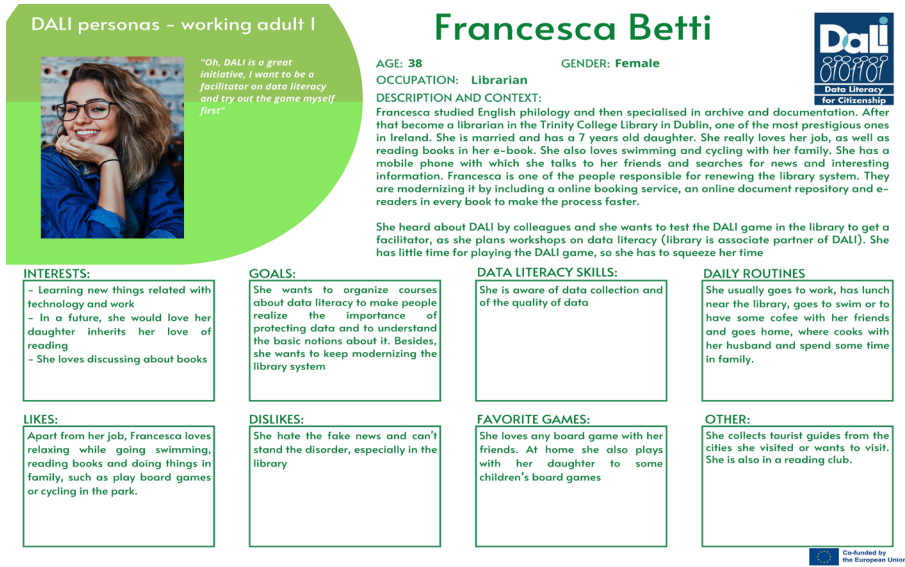 DALI personas - working adult 1
"Oh, DALI is a great
initiative, I want to be a
facilitator on data literacy
and try out the game myself
first"
Francesca Betti
AGE: 38
GENDER: Female
OCCUPATION: Librarian
DaLi
Data Literacy
for Citizenship
DESCRIPTION AND CONTEXT:
Francesca studied English philology and then specialised in archive and documentation. After
that become a librarian in the Trinity College Library in Dublin, one of the most prestigious ones
in Ireland. She is married and has a 7 years old daughter. She really loves her job, as well as
reading books in her e-book. She also loves swimming and cycling with her family. She has a
mobile phone with which she talks to her friends and searches for news and interesting
information. Francesca is one of the people responsible for renewing the library system. They
are modernizing it by including a online booking service, an online document repository and e-
readers in every book to make the process faster.
She heard about DALI by colleagues and she wants to test the DALI game in the library to get a
facilitator, as she plans workshops on data literacy (library is associate partner of DALI). She
has little time for playing the DALI game, so she has to squeeze her time
INTERESTS:
- Learning new things related with
technology and work
- In a future, she would love her
daughter inherits her love of
reading
- She loves discussing about books
GOALS:
She wants to organize courses
about data literacy to make people
realize the importance of
protecting data and to understand
the basic notions about it. Besides,
she wants to keep modernizing the
library system
DATA LITERACY SKILLS:
She is aware of data collection and
of the quality of data
DAILY ROUTINES
She usually goes to work, has lunch
near the library, goes to swim or to
have some cofee with her friends
and goes home, where cooks with
her husband and spend some time
in family.
LIKES:
Apart from her job, Francesca loves
relaxing while going swimming,
reading books and doing things in
family, such as play board games
or cycling in the park.
DISLIKES:
She hate the fake news and can't
stand the disorder, especially in the
library
FAVORITE GAMES:
She loves any board game with her
friends. At home she also plays
with her daughter to some
children's board games
OTHER:
She collects tourist guides from the
cities she visited or wants to visit.
She is also in a reading club.
Co-funded by
the European Union